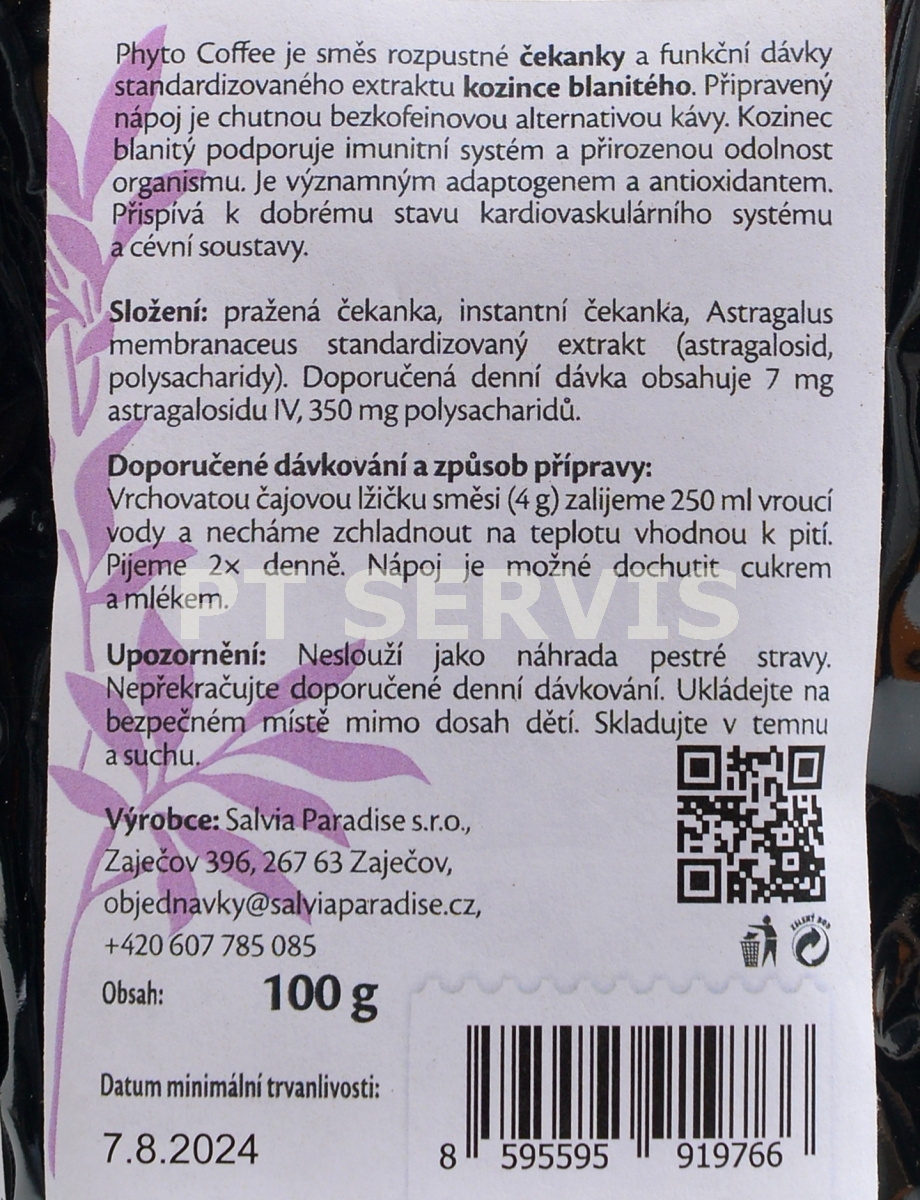 Phyto Coffee je směs rozpustné čekanky a funkční dávky
standardizovaného extraktu kozince blanitého. Připravený
nápoj je chutnou bezkofeinovou alternativou kávy. Kozinec
blanitý podporuje imunitní systém a přirozenou odolnost
organismu. Je významným adaptogenem a antioxidantem.
Přispívá k dobrému stavu kardiovaskulárního systému
a cévní soustavy.
Složení: pražená čekanka, instantní čekanka, Astragalus
membranaceus standardizovaný extrakt (astragalosid,
polysacharidy). Doporučená denní dávka obsahuje 7 mg
astragalosidu IV, 350 mg polysacharidů.
Doporučené dávkování a způsob přípravy:
Vrchovatou čajovou lžičku směsi (4 g) zalijeme 250 ml vroucí
vody a necháme zchladnout na teplotu vhodnou k pití.
Pijeme 2x denně. Nápoj je možné dochutit cukrem
a mlékem.
PT SERVIS
Upozornění: Neslouží jako náhrada pestré stravy.
Nepřekračujte doporučené denní dávkování. Ukládejte na
bezpečném místě mimo dosah dětí. Skladujte v temnu
a suchu.
Výrobce: Salvia Paradise s.r.o.,
Zaječov 396, 267 63 Zaječov,
objednavky@salviaparadise.cz,
+420 607 785 085
ZELENÝ BOD
Obsah: 100 g
Datum minimální trvanlivosti:
7.8.2024
8 595595 919766